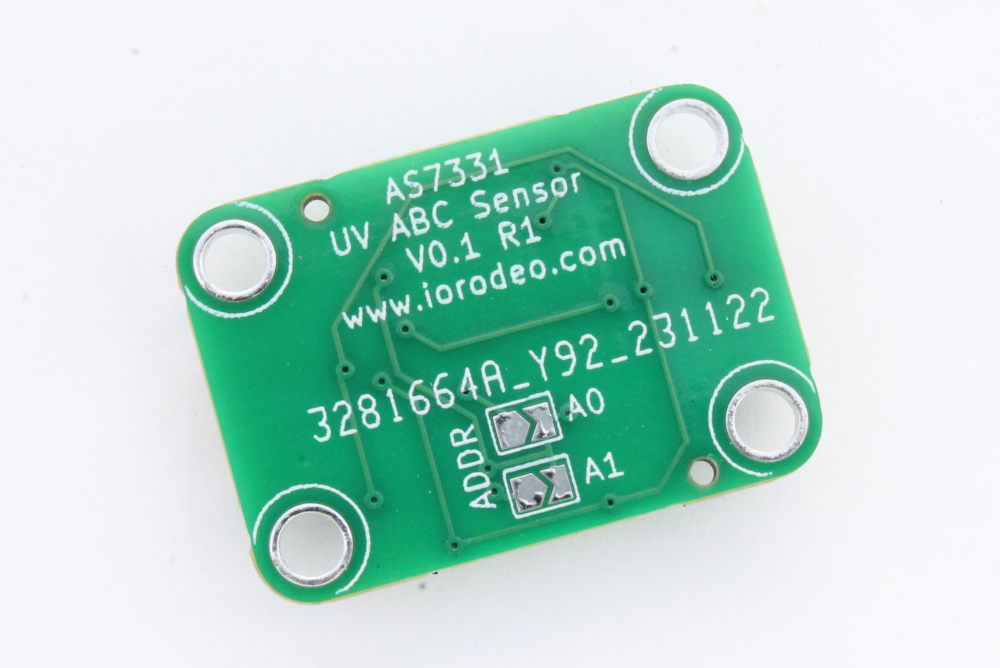 AS7331
UV ABC Sensor
V0.1 R1
www.iorodeo.com
3281664A_Y92_231122
ADDR
A0
A1